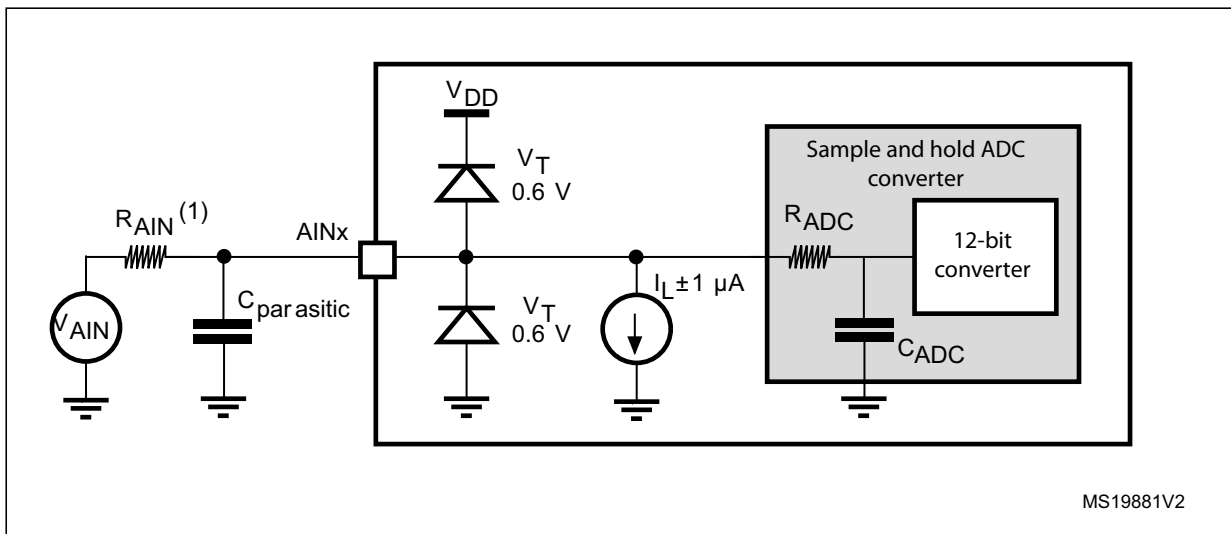 VDD
VT
0.6 V
Sample and hold ADC
converter
RAIN(1)
AINx
RADC
12-bit
converter
IL±1 µA
VAIN
Cparasitic
VT
0.6 V
CADC
MS19881V2